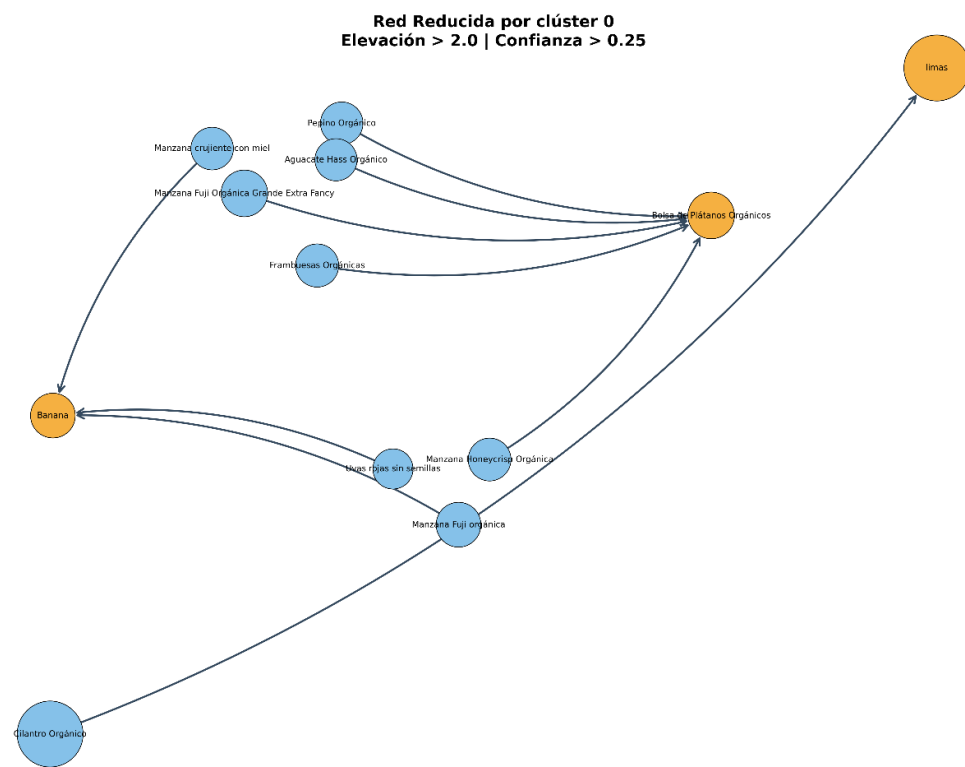 Red Reducida por clúster 0
Elevación > 2.0 | Confianza > 0.25
limas
Pepino Orgánico
Manzana crujiente con miel
Aguacate Hass Orgánico
Manzana Fuji Orgánica Grande Extra Fancy
Bolsa de Plátanos Orgánicos
Frambuesas Orgánicas
Banana
Manzana Honeycrisp Orgánica
Uvas rojas sin semillas
Manzana Fuji orgánica
Cilantro Orgánico